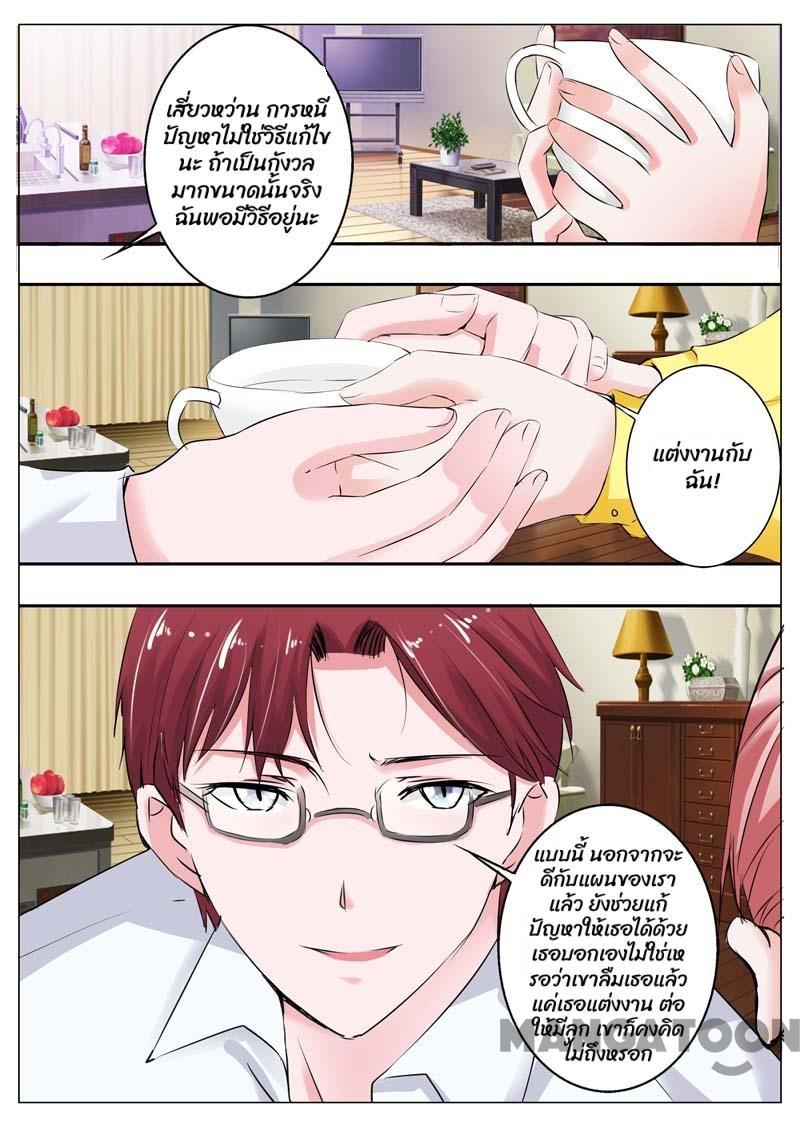 เสี่ยวหว่าน การหนี
ปัญหาไม่ใช่วิธีแก้ไข
นะ ถ้าเป็นกังวล
มากขนาดนั้นจริง
ฉันพอมีวิธีอยู่นะ
แต่งงานกับ
ฉัน!
แบบนี้ นอกจากจะ
ดีกับแผนของเรา
แล้ว ยังช่วยแก้
ปัญหาให้เธอได้ด้วย
เธอบอกเองไม่ใช่เห
รอว่าเขาลืมเธอแล้ว
แค่เธอแต่งงาน ต่อ
ให้มีลูก เขาก็คงคิด
ไม่ถึงหรอก
MANGATOON